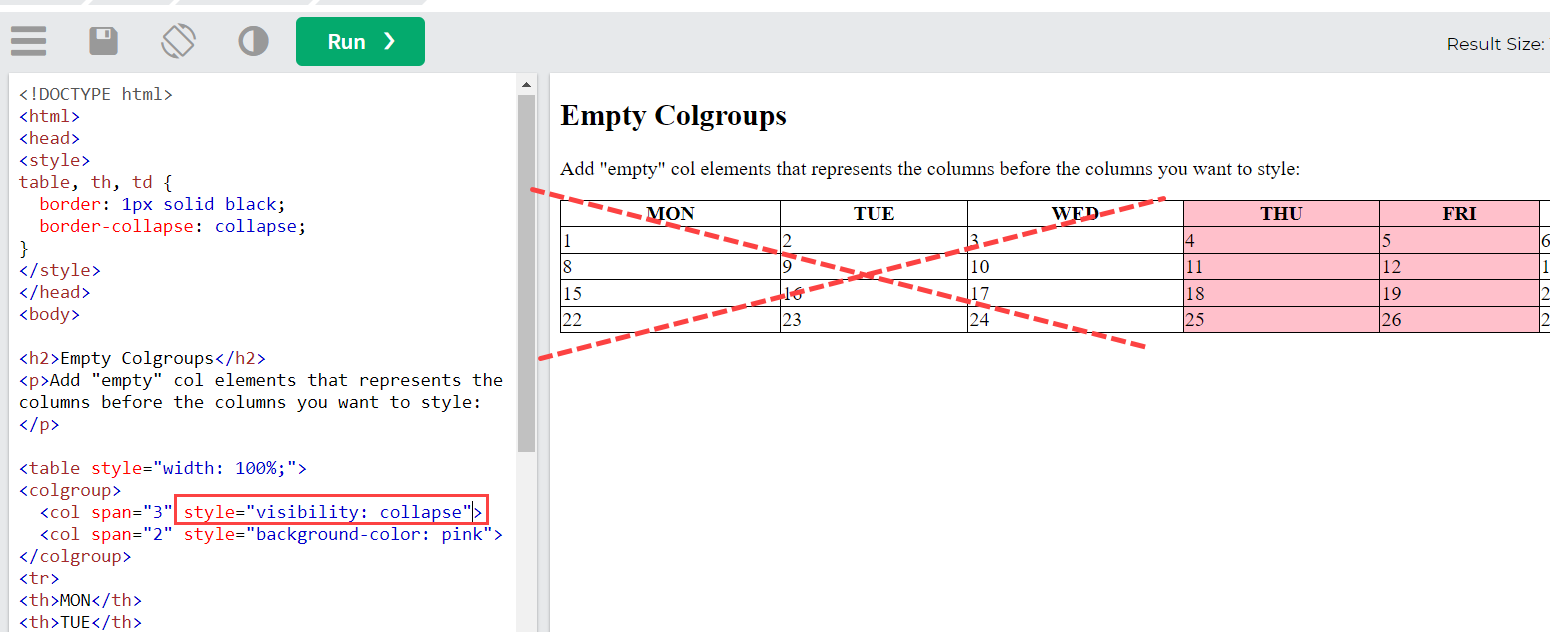 Run ❯
Result Size:
<!DOCTYPE html>
<html>
<head>
<style>
table, th, td {
  border: 1px solid black;
  border-collapse: collapse;
}
</style>
</head>
<body>
<h2>Empty Colgroups</h2>
<p>Add "empty" col elements that represents the
columns before the columns you want to style:
</p>
<table style="width: 100%;">
<colgroup>
  <col span="3" style="visibility: collapse">
  <col span="2" style="background-color: pink">
</colgroup>
<tr>
<th>MON</th>
<th>TUE</th>
Empty Colgroups
Add "empty" col elements that represents the columns before the columns you want to style:
MON TUE WED THU FRI
1 2 3 4 5 6
8 9 10 11 12 1
15 16 17 18 19 2
22 23 24 25 26 2